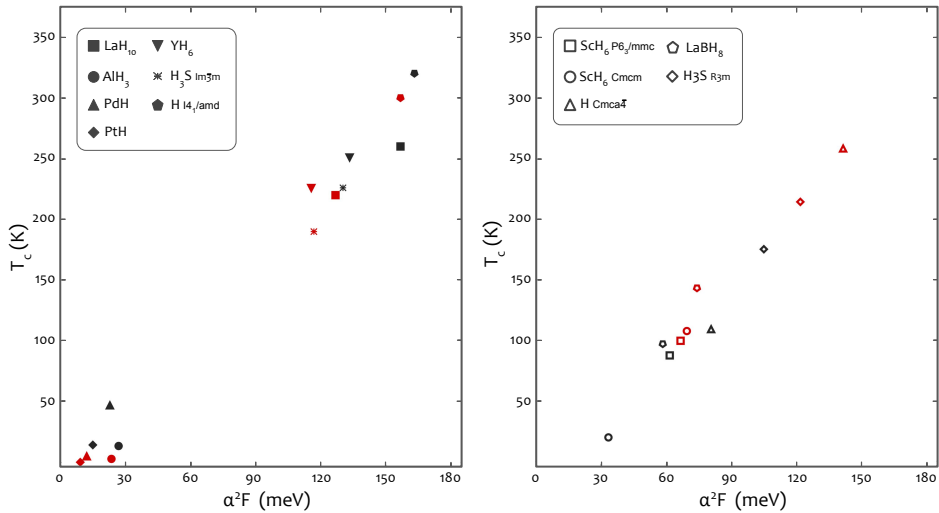 350
300
250
200
150
100
50
T_c (K)
LaH₁₀
YH₆
AlH₃
H₃S Im3̅m
PdH
H I4₁/amd
PtH
0 30 60 90 120 150 180
α²F (meV)
350
300
250
200
150
100
50
T_c (K)
ScH₆ P6₃/mmc
LaBH₈
ScH₆ Cmcm
H3S R3m
H Cmca4̅
0 30 60 90 120 150 180
α²F (meV)